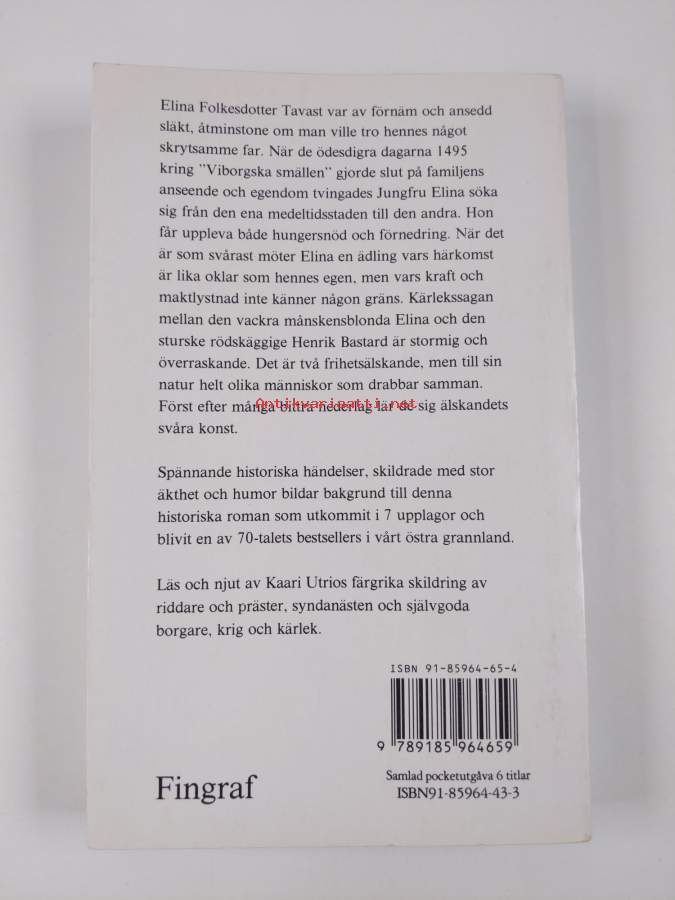 Elina Folkesdotter Tavast var av förnäm och ansedd
släkt, åtminstone om man ville tro hennes något
skrytsamme far. När de ödesdigra dagarna 1495
kring "Viborgska smällen" gjorde slut på familjens
anseende och egendom tvingades Jungfru Elina söka
sig från den ena medeltidsstaden till den andra. Hon
får uppleva både hungersnöd och förnedring. När det
är som svårast möter Elina en ädling vars härkomst
är lika oklar som hennes egen, men vars kraft och
maktlystnad inte känner någon gräns. Kärlekssagan
mellan den vackra månskensblonda Elina och den
sturske rödskäggige Henrik Bastard är stormig och
överraskande. Det är två frihetsälskande, men till sin
natur helt olika människor som drabbar samman.
Först efter många bittra nederlag lär de sig älskandets
Antikvariaatti.net
svåra konst.
Spännande historiska händelser, skildrade med stor
äkthet och humor bildar bakgrund till denna
historiska roman som utkommit i 7 upplagor och
blivit en av 70-talets bestsellers i vårt östra grannland.
Läs och njut av Kaari Utrios färgrika skildring av
riddare och präster, syndanästen och självgoda
borgare, krig och kärlek.
ISBN 91-85964-65-4
9 789185 964659
Samlad pocketutgåva 6 titlar
ISBN91-85964-43-3
Fingraf